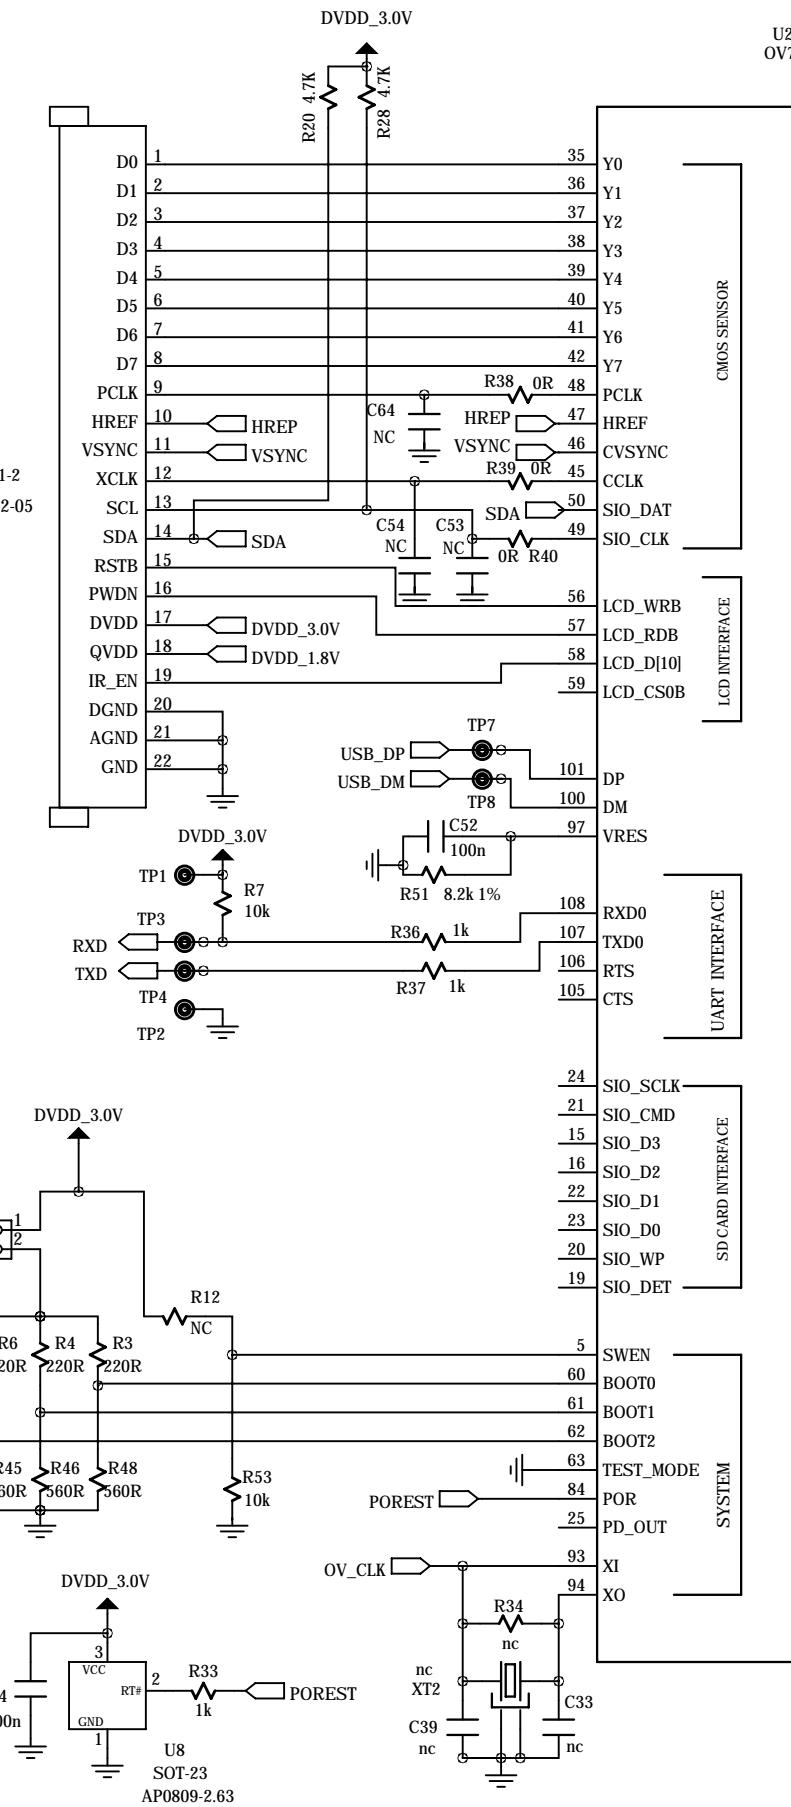 DVDD_3.0V
U2
OV7
R20 4.7K
R28 4.7K
D0 1 35 Y0
D1 2 36 Y1
D2 3 37 Y2
D3 4 38 Y3
D4 5 39 Y4
D5 6 40 Y5
D6 7 41 Y6
D7 8 42 Y7
CMOS SENSOR
PCLK 9 R38 0R 48 PCLK
C64
NC
HREF 10 HREP HREP 47 HREF
VSYNC 11 VSYNC VSYNC 46 CVSYNC
1-2
XCLK 12 R39 0R 45 CCLK
2-05
SCL 13 SDA 50 SIO_DAT
C54
NC
C53
NC
SDA 14 SDA 49 SIO_CLK
0R R40
RSTB 15
PWDN 16 56 LCD_WRB
DVDD 17 DVDD_3.0V 57 LCD_RDB
QVDD 18 DVDD_1.8V 58 LCD_D[10]
IR_EN 19 59 LCD_CS0B
LCD INTERFACE
DGND 20
AGND 21
GND 22
TP7
USB_DP 101 DP
USB_DM 100 DM
TP8
DVDD_3.0V
C52
100n
97 VRES
R51 8.2k 1%
TP1
R7
10k
TP3
108 RXD0
RXD R36 1k 107 TXD0
TXD R37 1k 106 RTS
TP4
105 CTS
TP2
UART INTERFACE
24 SIO_SCLK
21 SIO_CMD
15 SIO_D3
16 SIO_D2
22 SIO_D1
23 SIO_D0
20 SIO_WP
19 SIO_DET
SD CARD INTERFACE
DVDD_3.0V
1
2
R12
NC
R6
20R
R4
220R
R3
220R
5 SWEN
60 BOOT0
61 BOOT1
62 BOOT2
63 TEST_MODE
POREST 84 POR
25 PD_OUT
OV_CLK 93 XI
94 XO
SYSTEM
R45
60R
R46
560R
R48
560R
R53
10k
R34
nc
nc
XT2
C39
nc
C33
nc
DVDD_3.0V
4
00n
3
VCC
RT#
2
GND
1
R33
1k
POREST
U8
SOT-23
AP0809-2.63